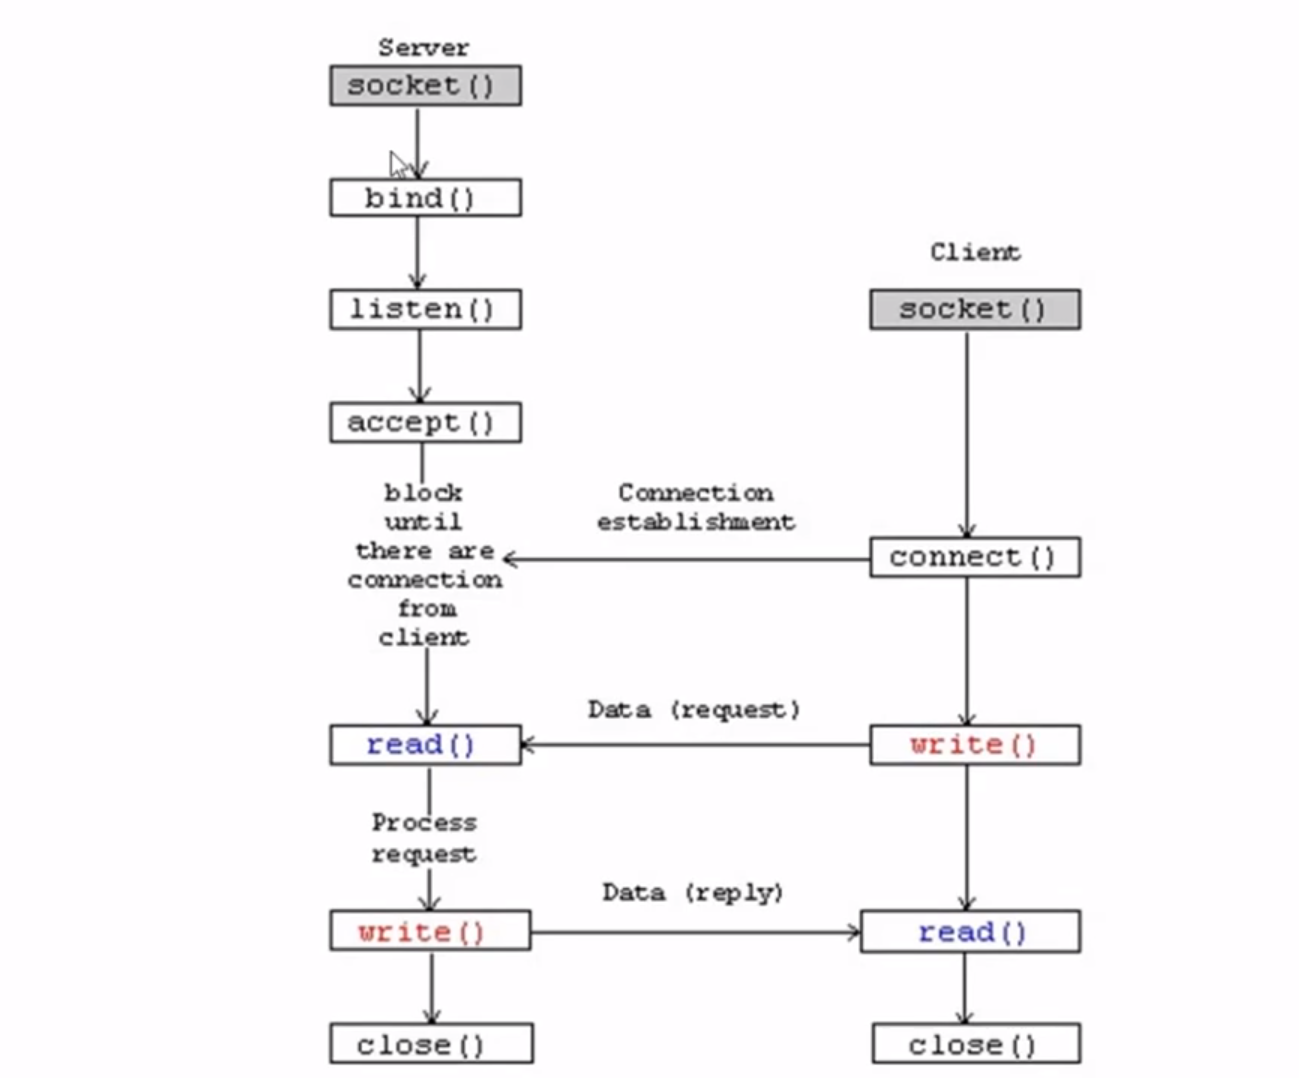 Server
socket()
bind()
listen()
accept()
block
until
there are
connection
from
client
read()
Process
request
write()
close()
Connection
establishment
Data (request)
Data (reply)
Client
socket()
connect()
write()
read()
close()